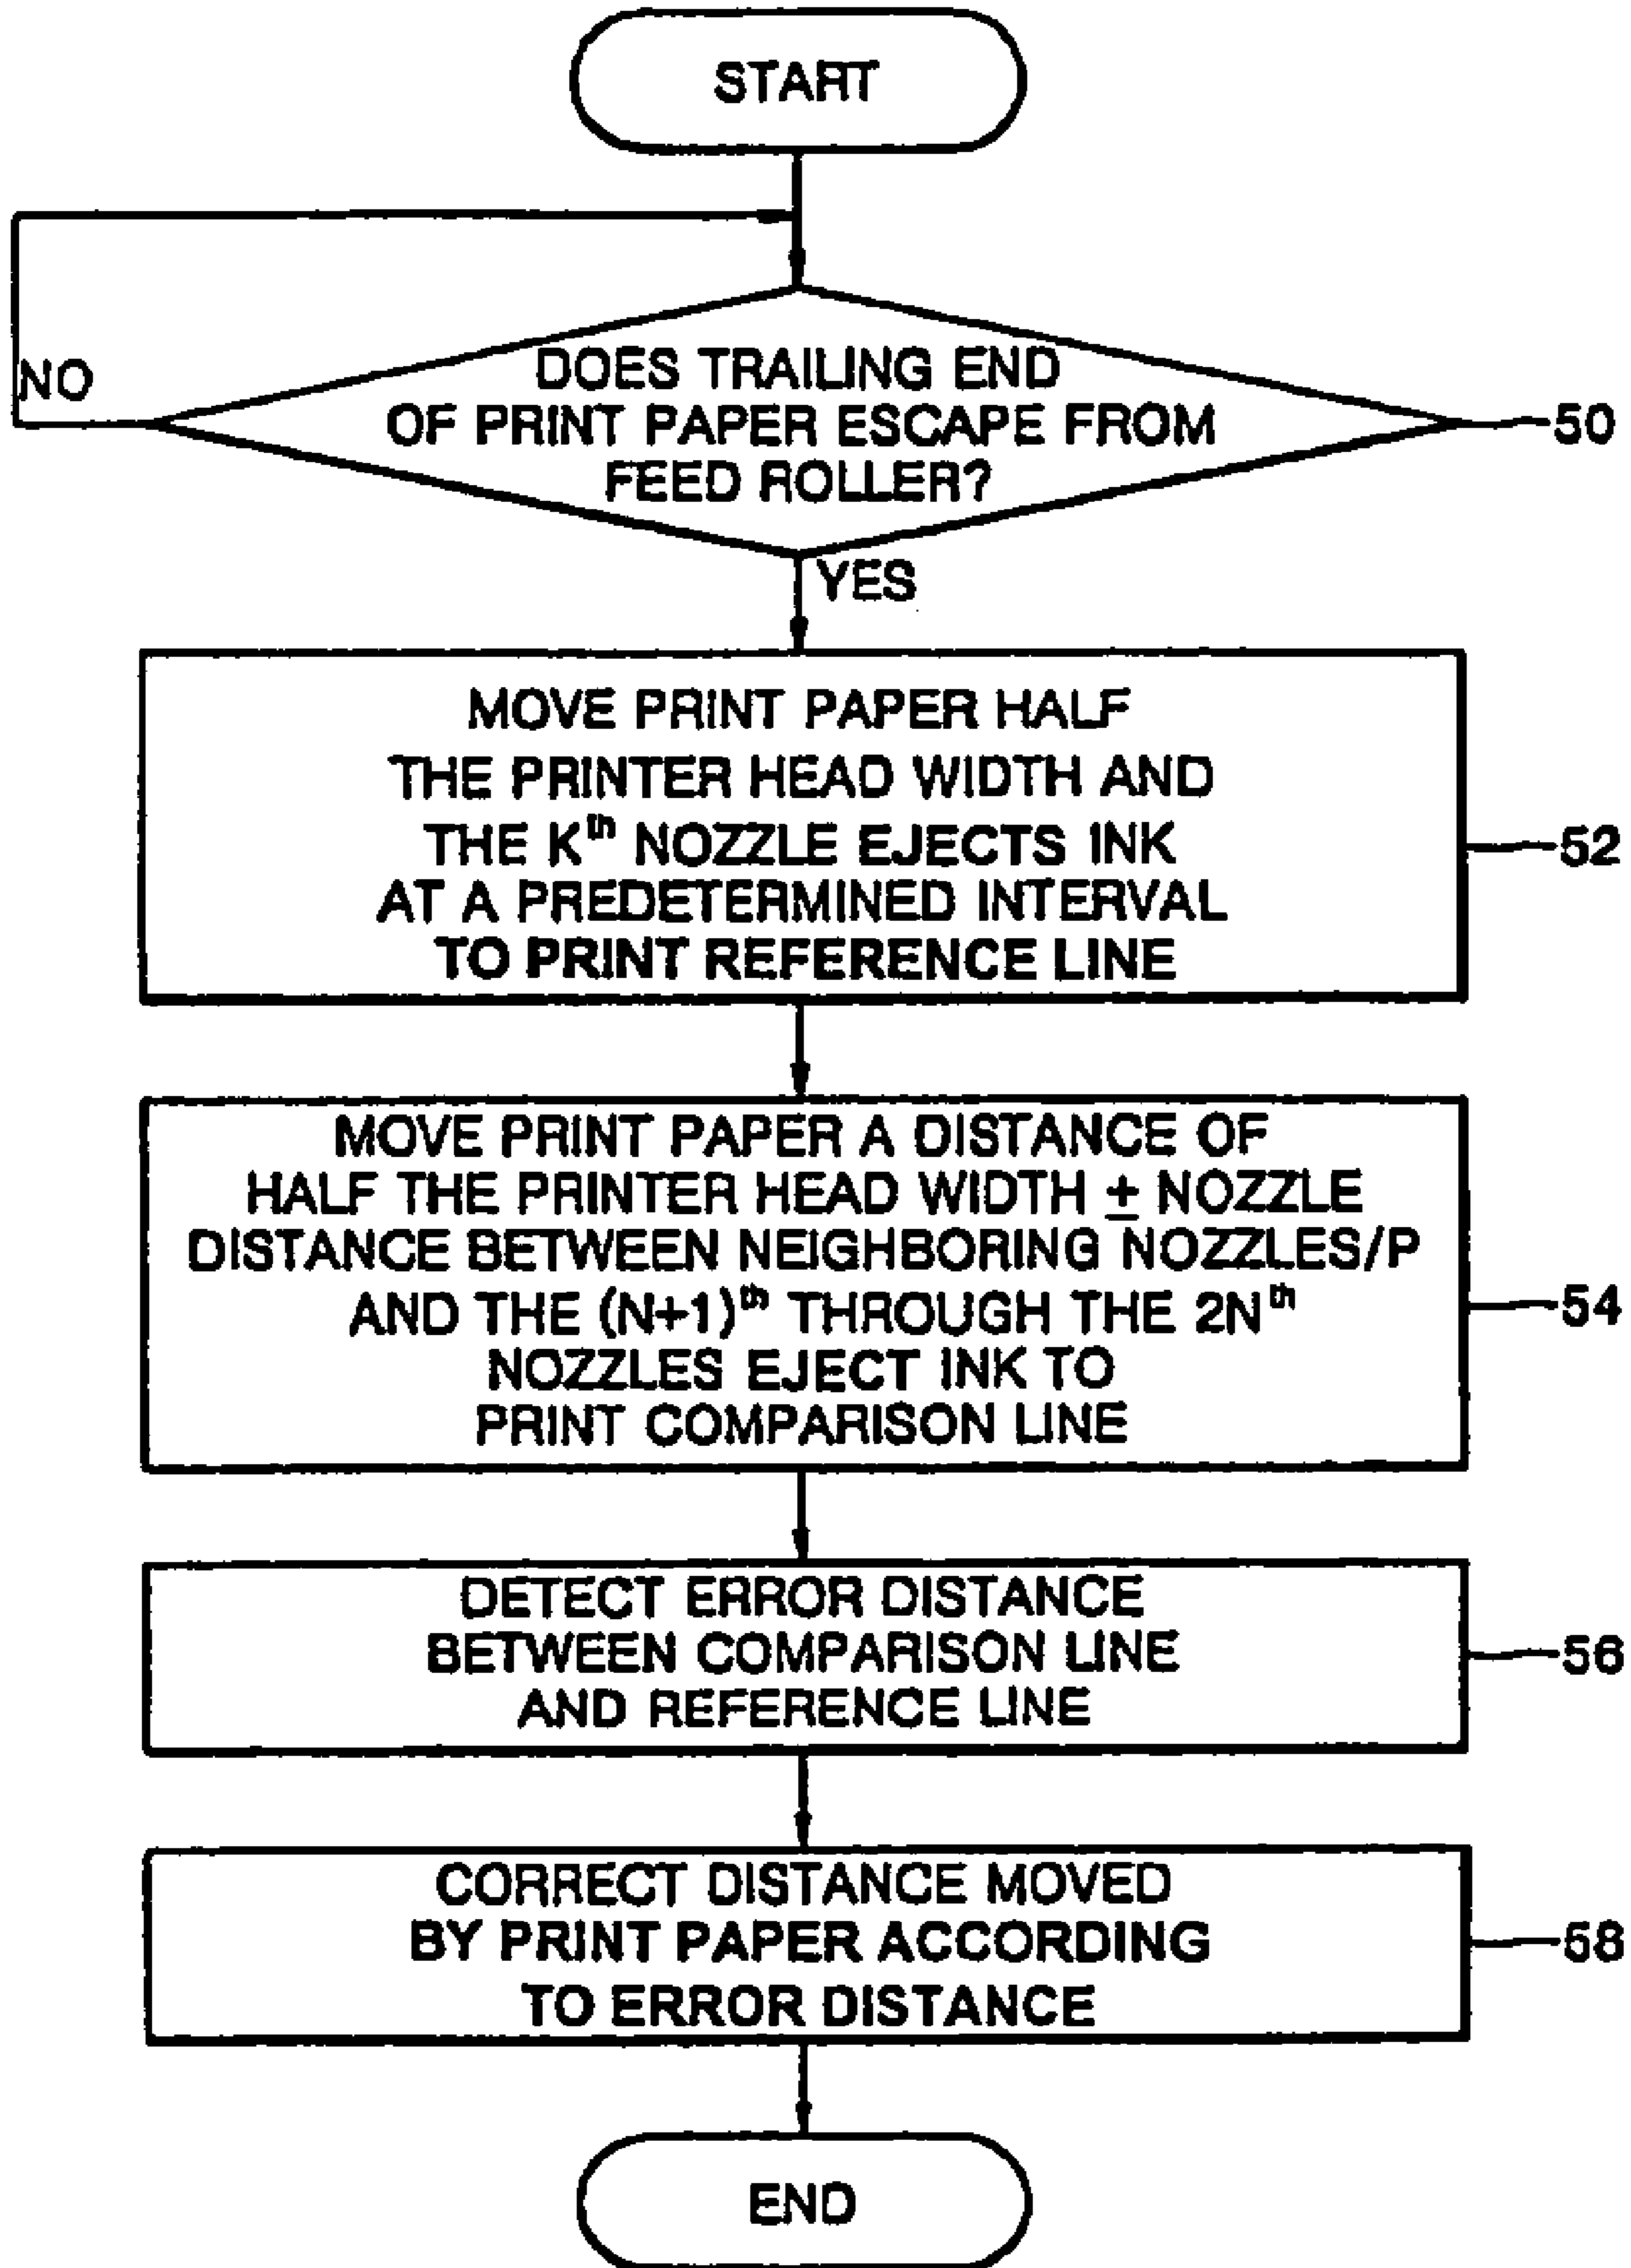 START
NO
DOES TRAILING END
OF PRINT PAPER ESCAPE FROM
FEED ROLLER?
50
YES
MOVE PRINT PAPER HALF
THE PRINTER HEAD WIDTH AND
THE Kth NOZZLE EJECTS INK
AT A PREDETERMINED INTERVAL
TO PRINT REFERENCE LINE
52
MOVE PRINT PAPER A DISTANCE OF
HALF THE PRINTER HEAD WIDTH ± NOZZLE
DISTANCE BETWEEN NEIGHBORING NOZZLES/P
AND THE (N+1)th THROUGH THE 2Nth
NOZZLES EJECT INK TO
PRINT COMPARISON LINE
54
DETECT ERROR DISTANCE
BETWEEN COMPARISON LINE
AND REFERENCE LINE
56
CORRECT DISTANCE MOVED
BY PRINT PAPER ACCORDING
TO ERROR DISTANCE
58
END